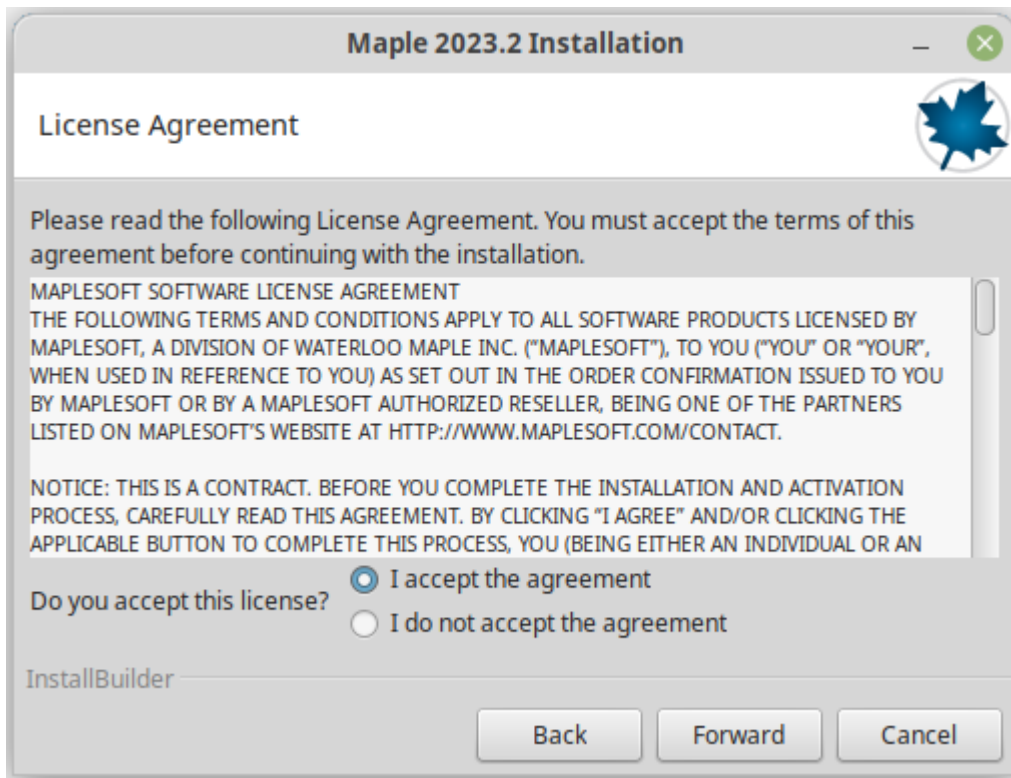 Maple 2023.2 Installation
License Agreement
Please read the following License Agreement. You must accept the terms of this
agreement before continuing with the installation.
MAPLESOFT SOFTWARE LICENSE AGREEMENT
THE FOLLOWING TERMS AND CONDITIONS APPLY TO ALL SOFTWARE PRODUCTS LICENSED BY
MAPLESOFT, A DIVISION OF WATERLOO MAPLE INC. (“MAPLESOFT”), TO YOU (“YOU” OR “YOUR”,
WHEN USED IN REFERENCE TO YOU) AS SET OUT IN THE ORDER CONFIRMATION ISSUED TO YOU
BY MAPLESOFT OR BY A MAPLESOFT AUTHORIZED RESELLER, BEING ONE OF THE PARTNERS
LISTED ON MAPLESOFT’S WEBSITE AT HTTP://WWW.MAPLESOFT.COM/CONTACT.
NOTICE: THIS IS A CONTRACT. BEFORE YOU COMPLETE THE INSTALLATION AND ACTIVATION
PROCESS, CAREFULLY READ THIS AGREEMENT. BY CLICKING “I AGREE” AND/OR CLICKING THE
APPLICABLE BUTTON TO COMPLETE THIS PROCESS, YOU (BEING EITHER AN INDIVIDUAL OR AN
Do you accept this license?
I accept the agreement
I do not accept the agreement
InstallBuilder
Back
Forward
Cancel